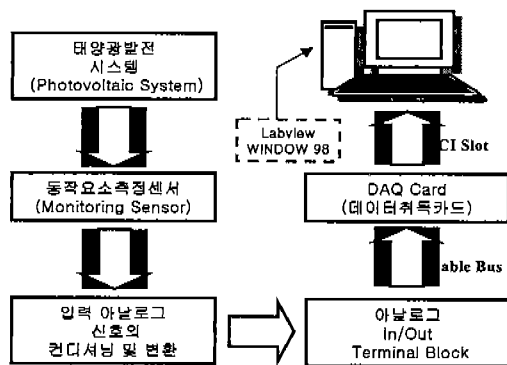 태양광발전
시스템
(Photovoltaic System)
동작요소측정센서
(Monitoring Sensor)
입력 아날로그
신호의
컨디셔닝 및 변환
Labview
WINDOW 98
CI Slot
DAQ Card
(데이터취득카드)
able Bus
아날로그
In/Out
Terminal Block